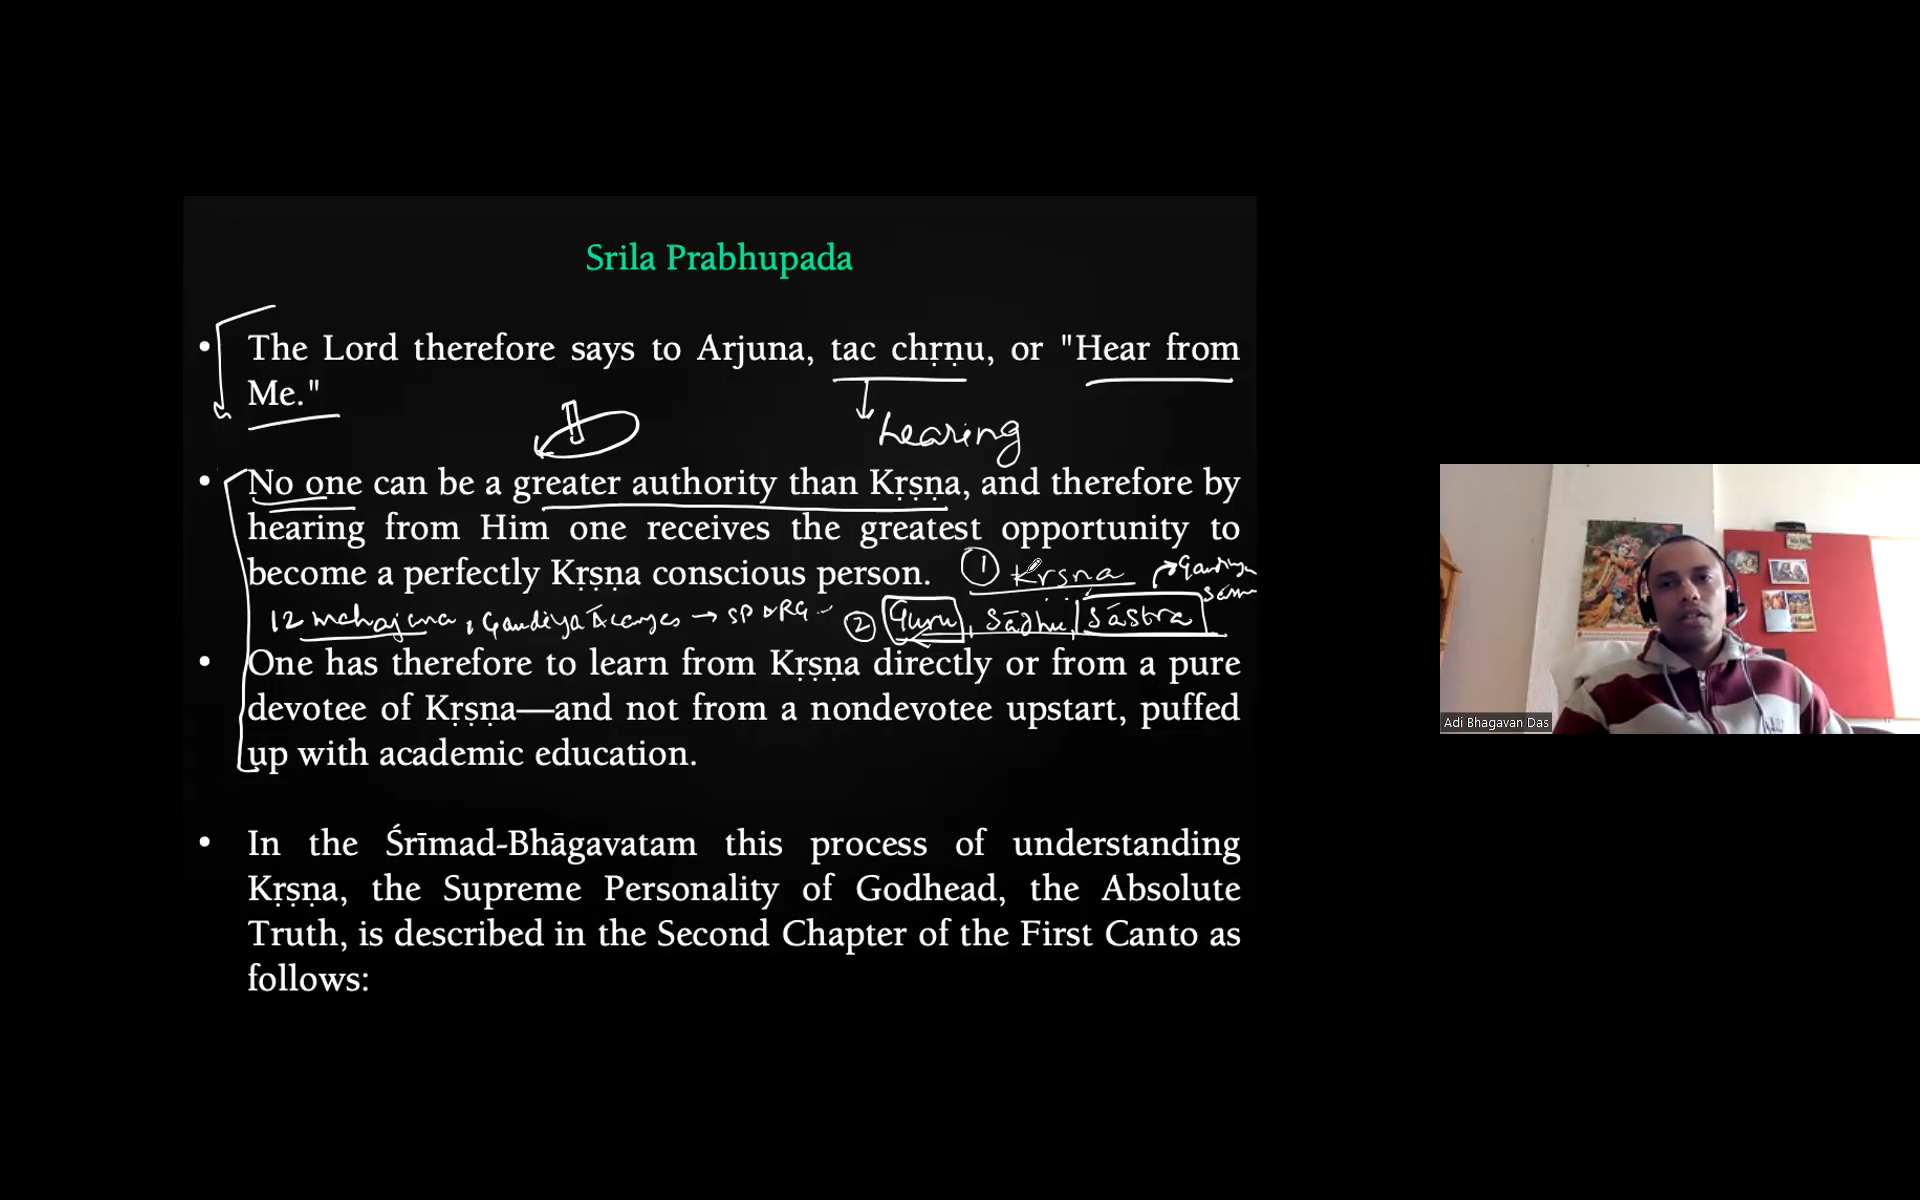 Srila Prabhupada
• The Lord therefore says to Arjuna, tac chṛṇu, or "Hear from
Me."
hearing
• No one can be a greater authority than Kṛṣṇa, and therefore by
hearing from Him one receives the greatest opportunity to
become a perfectly Kṛṣṇa conscious person.
① Krsna → Gaudiya
12 mahajana, Gaudiya Acaryas → SP
② Guru, Sādhu, Sāstra
• One has therefore to learn from Kṛṣṇa directly or from a pure
devotee of Kṛṣṇa—and not from a nondevotee upstart, puffed
up with academic education.
• In the Śrīmad-Bhāgavatam this process of understanding
Kṛṣṇa, the Supreme Personality of Godhead, the Absolute
Truth, is described in the Second Chapter of the First Canto as
follows:
Adi Bhagavan Das